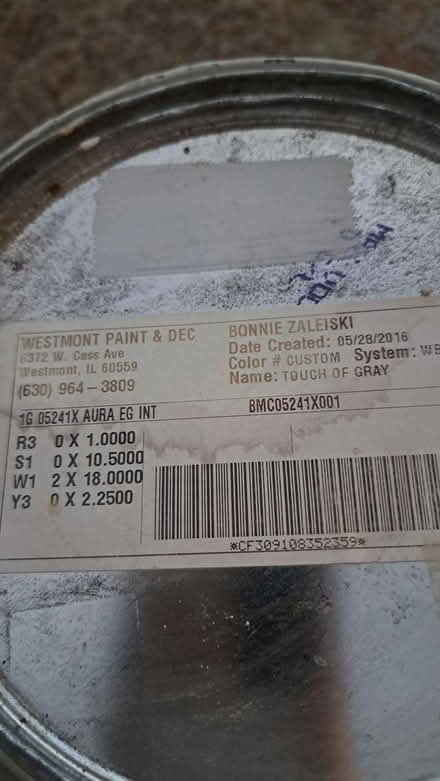 WESTMONT PAINT & DEC
6372 W. Cass Ave
Westmont, IL 60559
(630) 964-3809
BONNIE ZALEISKI
Date Created: 05/28/2016
Color # CUSTOM System: WB
Name: TOUCH OF GRAY
1G 05241X AURA EG INT BMC05241X001
R3 0 X 1.0000
S1 0 X 10.5000
W1 2 X 18.0000
Y3 0 X 2.2500
*CF309108352359*